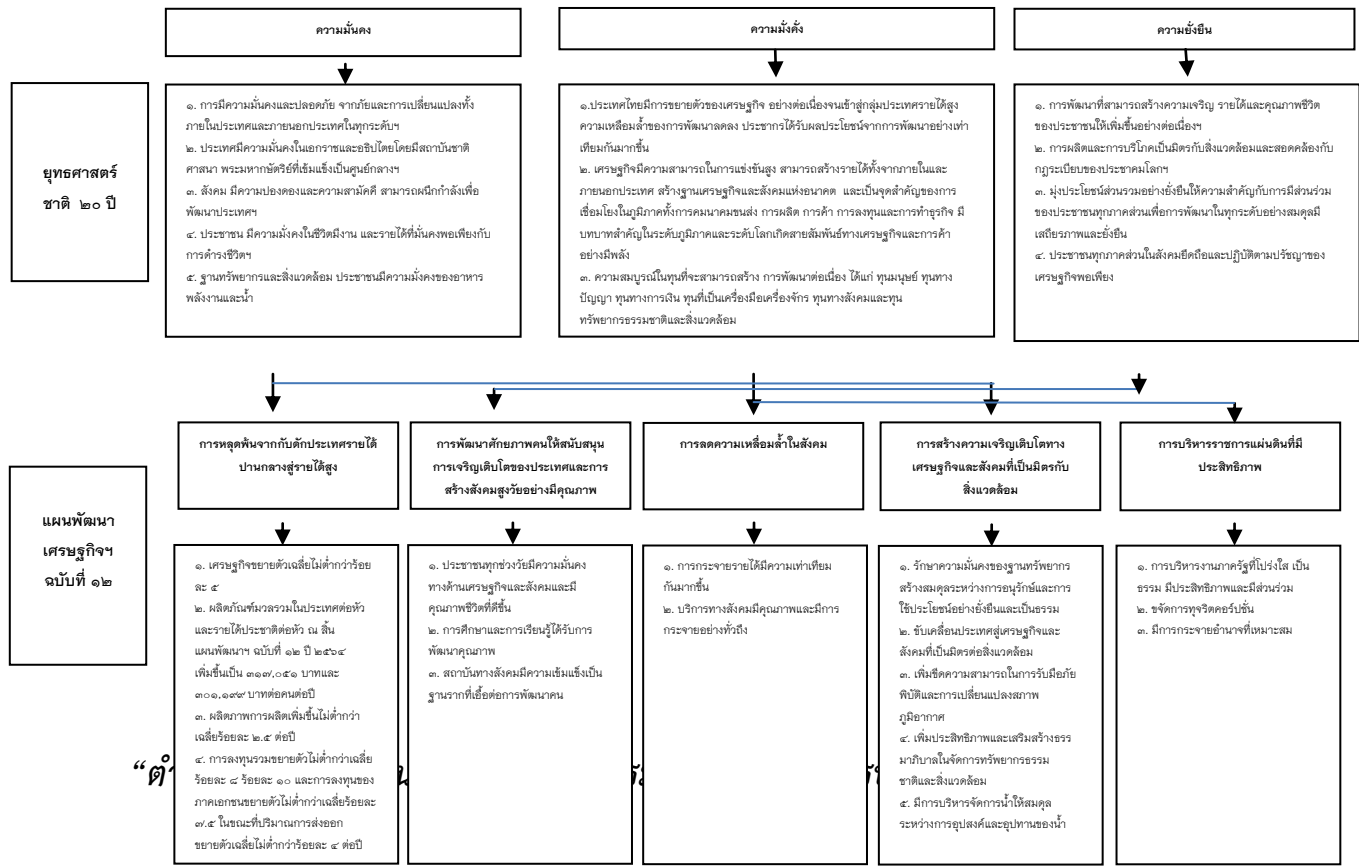 ความมั่นคง
ความมั่งคั่ง
ความยั่งยืน
ยุทธศาสตร์
ชาติ ๒๐ ปี
๑. การมีความมั่นคงและปลอดภัย จากภัยและการเปลี่ยนแปลงทั้ง
ภายในประเทศและภายนอกประเทศในทุกระดับฯ
๒. ประเทศมีความมั่นคงในเอกราชและอธิปไตยโดยมีสถาบันชาติ
ศาสนา พระมหากษัตริย์ที่เข้มแข็งเป็นศูนย์กลางฯ
๓. สังคม มีความปองดองและความสามัคคี สามารถผนึกกำลังเพื่อ
พัฒนาประเทศฯ
๔. ประชาชน มีความมั่งคงในชีวิตมีงาน และรายได้ที่มั่นคงพอเพียงกับ
การดำรงชีวิตฯ
๕. ฐานทรัพยากรและสิ่งแวดล้อม ประชาชนมีความมั่งคงของอาหาร
พลังงานและน้ำ
๑.ประเทศไทยมีการขยายตัวของเศรษฐกิจ อย่างต่อเนื่องจนเข้าสู่กลุ่มประเทศรายได้สูง
ความเหลือมล้ำของการพัฒนาลดลง ประชากรได้รับผลประโยชน์จากการพัฒนาอย่างเท่า
เทียมกันมากขึ้น
๒. เศรษฐกิจมีความสามารถในการแข่งขันสูง สามารถสร้างรายได้ทั้งจากภายในและ
ภายนอกประเทศ สร้างฐานเศรษฐกิจและสังคมแห่งอนาคต และเป็นจุดสำคัญของการ
เชื่อมโยงในภูมิภาคทั้งการคมนาคมขนส่ง การผลิต การค้า การลงทุนและการทำธุรกิจ มี
บทบาทสำคัญในระดับภูมิภาคและระดับโลกเกิดสายสัมพันธ์ทางเศรษฐกิจและการค้า
อย่างมีพลัง
๓. ความสมบูรณ์ในทุนที่จะสามารถสร้าง การพัฒนาต่อเนื่อง ได้แก่ ทุนมนุษย์ ทุนทาง
ปัญญา ทุนทางการเงิน ทุนที่เป็นเครื่องมือเครื่องจักร ทุนทางสังคมและทุน
ทรัพยากรธรรมชาติและสิ่งแวดล้อม
๑. การพัฒนาที่สามารถสร้างความเจริญ รายได้และคุณภาพชีวิต
ของประชาชนให้เพิ่มขึ้นอย่างต่อเนื่องฯ
๒. การผลิตและการบริโภคเป็นมิตรกับสิ่งแวดล้อมและสอดคล้องกับ
กฎระเบียบของประชาคมโลกฯ
๓. มุ่งประโยชน์ส่วนรวมอย่างยั่งยืนให้ความสำคัญกับการมีส่วนร่วม
ของประชาชนทุกภาคส่วนเพื่อการพัฒนาในทุกระดับอย่างสมดุลมี
เสถียรภาพและยั่งยืน
๔. ประชาชนทุกภาคส่วนในสังคมยึดถือและปฏิบัติตามปรัชญาของ
เศรษฐกิจพอเพียง
แผนพัฒนา
เศรษฐกิจฯ
ฉบับที่ ๑๒
การหลุดพ้นจากกับดักประเทศรายได้
ปานกลางสู่รายได้สูง
การพัฒนาศักยภาพคนให้สนับสนุน
การเจริญเติบโตของประเทศและการ
สร้างสังคมสูงวัยอย่างมีคุณภาพ
การลดความเหลื่อมล้ำในสังคม
การสร้างความเจริญเติบโตทาง
เศรษฐกิจและสังคมที่เป็นมิตรกับ
สิ่งแวดล้อม
การบริหารราชการแผ่นดินที่มี
ประสิทธิภาพ
๑. เศรษฐกิจขยายตัวเฉลี่ยไม่ต่ำกว่าร้อย
ละ ๕
๒. ผลิตภัณฑ์มวลรวมในประเทศต่อหัว
และรายได้ประชาติต่อหัว ณ สิ้น
แผนพัฒนาฯ ฉบับที่ ๑๒ ปี ๒๕๖๔
เพิ่มขึ้นเป็น ๓๑๗,๐๕๑ บาทและ
๓๐๑,๑๙๙ บาทต่อคนต่อปี
๓. ผลิตภาพการผลิตเพิ่มขึ้นไม่ต่ำกว่า
เฉลี่ยร้อยละ ๒.๕ ต่อปี
๔. การลงทุนรวมขยายตัวไม่ต่ำกว่าเฉลี่ย
ร้อยละ ๘ ร้อยละ ๑๐ และการลงทุนของ
ภาคเอกชนขยายตัวไม่ต่ำกว่าเฉลี่ยร้อยละ
๗.๕ ในขณะที่ปริมาณการส่งออก
ขยายตัวเฉลี่ยไม่ต่ำกว่าร้อยละ ๔ ต่อปี
๑. ประชาชนทุกช่วงวัยมีความมั่นคง
ทางด้านเศรษฐกิจและสังคมและมี
คุณภาพชีวิตที่ดีขึ้น
๒. การศึกษาและการเรียนรู้ได้รับการ
พัฒนาคุณภาพ
๓. สถาบันทางสังคมมีความเข้มแข็งเป็น
ฐานรากที่เอื้อต่อการพัฒนาคน
๑. การกระจายรายได้มีความเท่าเทียม
กันมากขึ้น
๒. บริการทางสังคมมีคุณภาพและมีการ
กระจายอย่างทั่วถึง
๑. รักษาความมั่นคงของฐานทรัพยากร
สร้างสมดุลระหว่างการอนุรักษ์และการ
ใช้ประโยชน์อย่างยั่งยืนและเป็นธรรม
๒. ขับเคลื่อนประเทศสู่เศรษฐกิจและ
สังคมที่เป็นมิตรต่อสิ่งแวดล้อม
๓. เพิ่มขีดความสามารถในการรับมือภัย
พิบัติและการเปลี่ยนแปลงสภาพ
ภูมิอากาศ
๔. เพิ่มประสิทธิภาพและเสริมสร้างธรร
มาภิบาลในจัดการทรัพยากรธรรม
ชาติและสิ่งแวดล้อม
๕. มีการบริหารจัดการน้ำให้สมดุล
ระหว่างการอุปสงค์และอุปทานของน้ำ
๑. การบริหารงานภาครัฐที่โปร่งใส เป็น
ธรรม มีประสิทธิภาพและมีส่วนร่วม
๒. ขจัดการทุจริตคอร์ปชั่น
๓. มีการกระจายอำนาจที่เหมาะสม